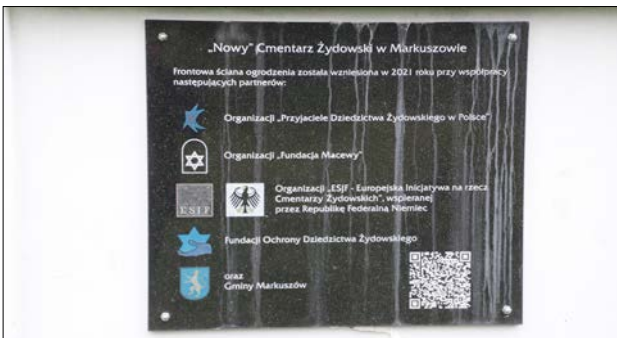 „Nowy” Cmentarz Żydowski w Markuszowie
Frontowa ściana ogrodzenia została wzniesiona w 2021 roku przy współpracy
następujących partnerów:
Organizacji „Przyjaciele Dziedzictwa Żydowskiego w Polsce”
Organizacji „Fundacja Macewy”
ESJF
Organizacji „ESJF - Europejska Inicjatywa na rzecz
Cmentarzy Żydowskich”, wspieranej
przez Republikę Federalną Niemiec
Fundacji Ochrony Dziedzictwa Żydowskiego
oraz
Gminy Markuszów